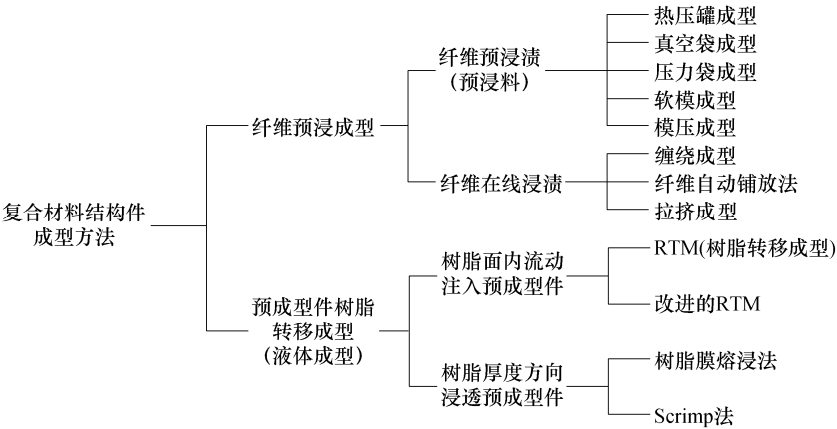 复合材料结构件
成型方法
纤维预浸成型
纤维预浸渍
(预浸料)
热压罐成型
真空袋成型
压力袋成型
软模成型
模压成型
纤维在线浸渍
缠绕成型
纤维自动铺放法
拉挤成型
预成型件树脂
转移成型
(液体成型)
树脂面内流动
注入预成型件
RTM(树脂转移成型)
改进的RTM
树脂厚度方向
浸透预成型件
树脂膜熔浸法
Scrimp法